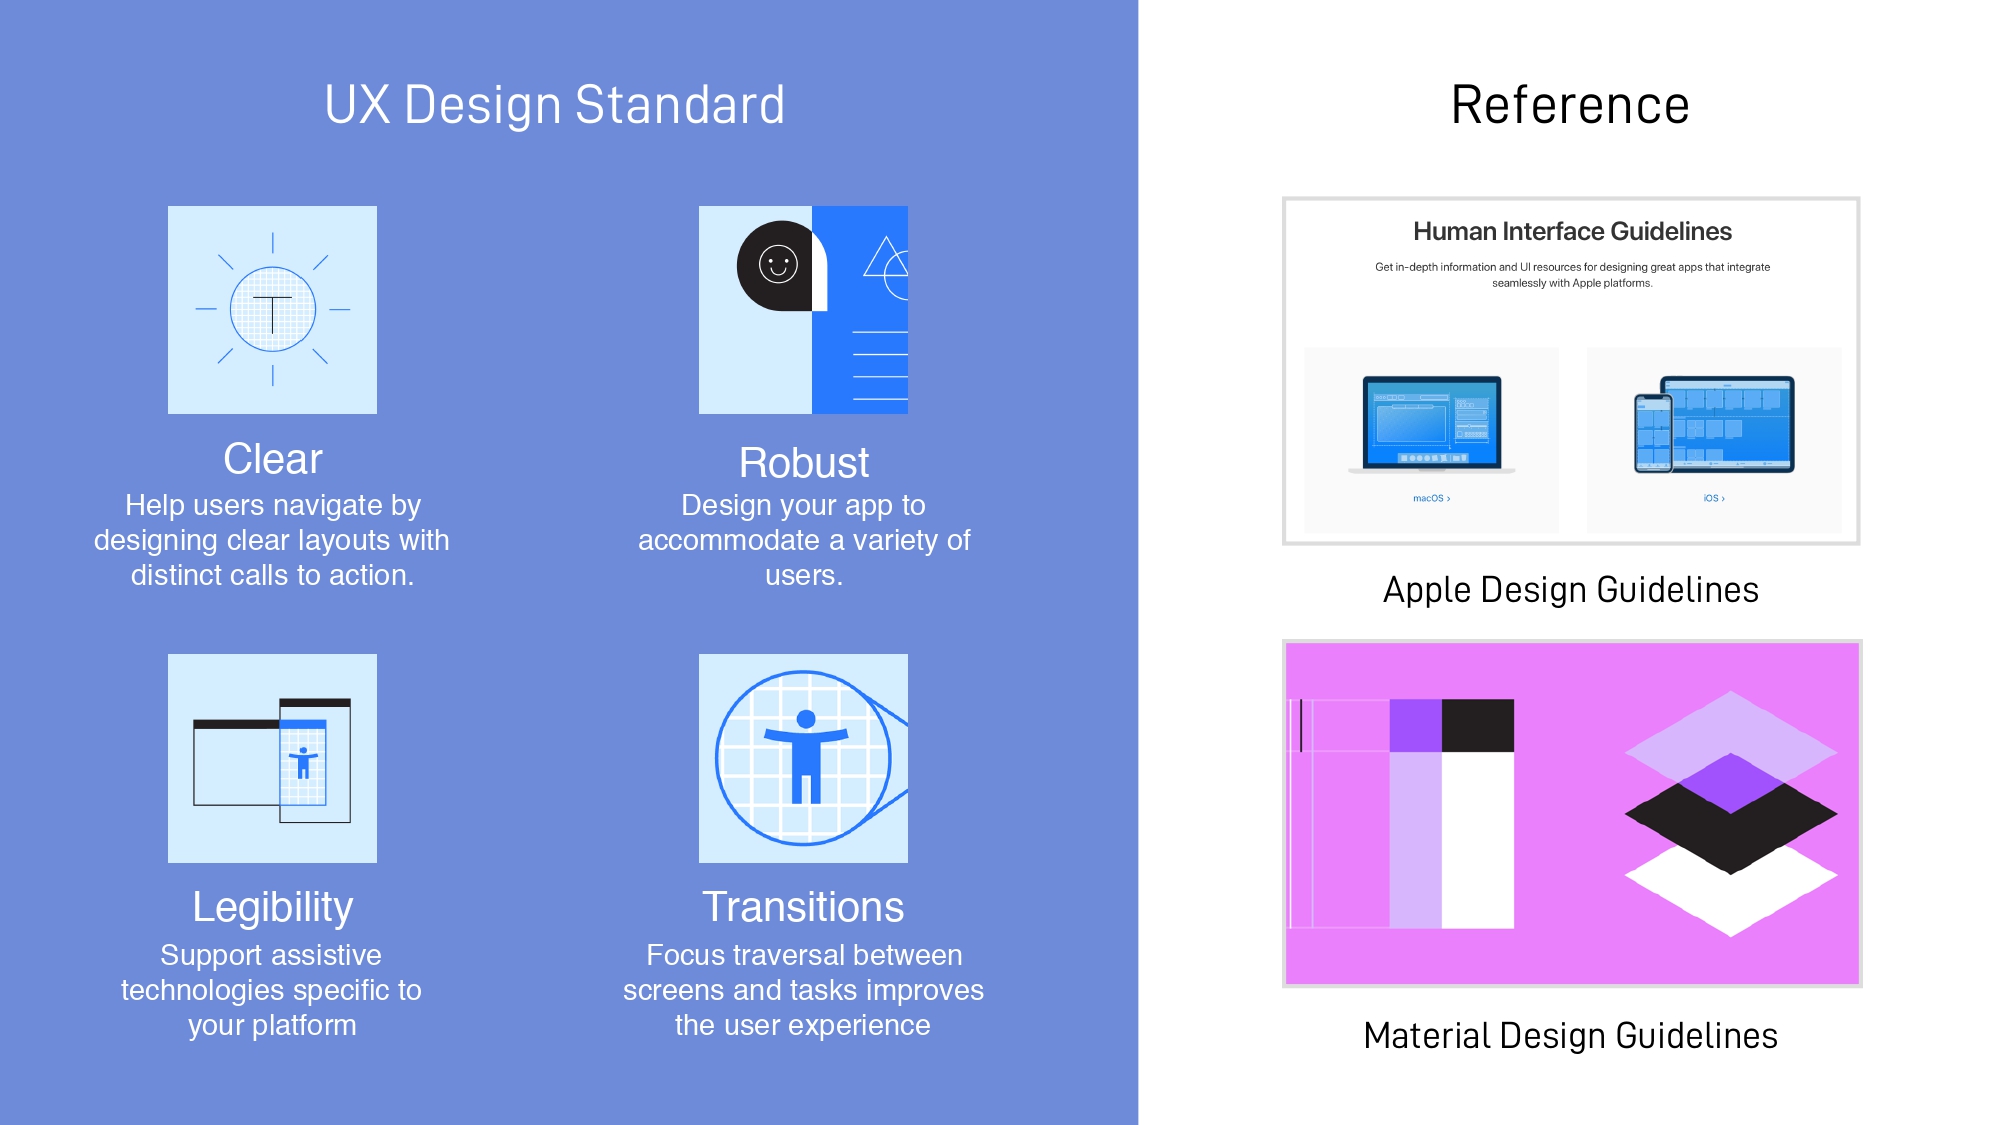 UX Design Standard
T
Clear
Help users navigate by
designing clear layouts with
distinct calls to action.
Robust
Design your app to
accommodate a variety of
users.
Legibility
Support assistive
technologies specific to
your platform
Transitions
Focus traversal between
screens and tasks improves
the user experience
Reference
Human Interface Guidelines
Get in-depth information and UI resources for designing great apps that integrate
seamlessly with Apple platforms.
macOS ›
iOS ›
Apple Design Guidelines
Material Design Guidelines